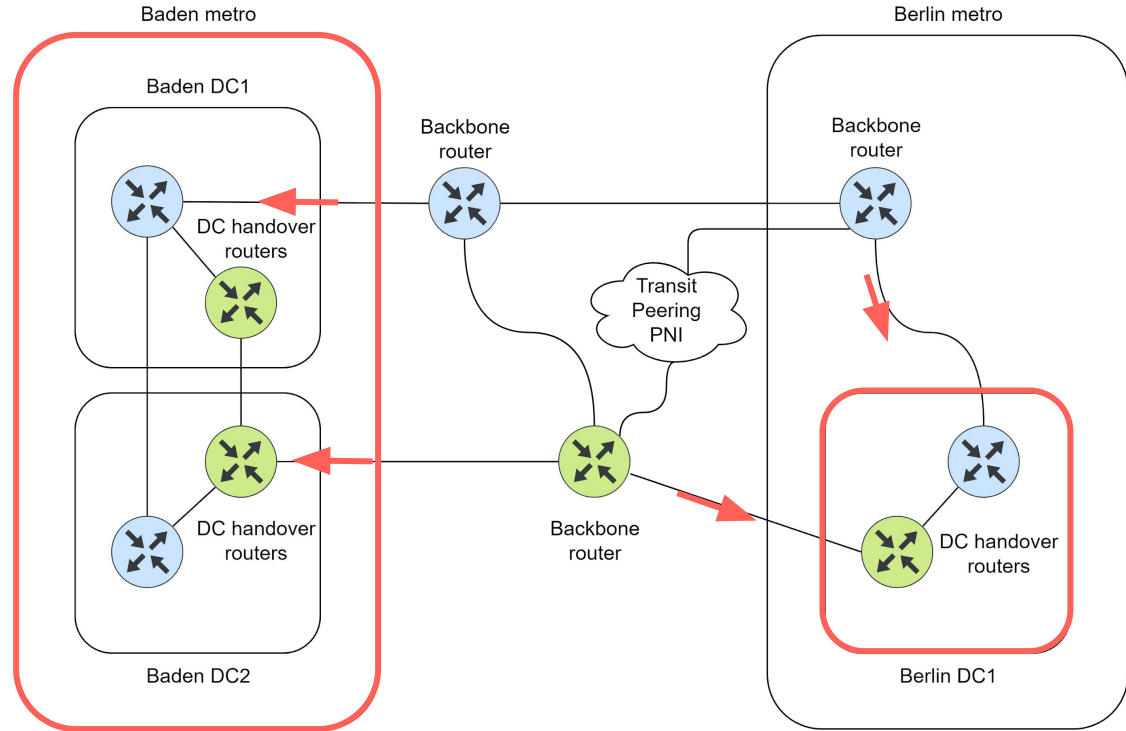 Baden metro
Berlin metro
Baden DC1
Backbone
router
Backbone
router
DC handover
routers
Transit
Peering
PNI
DC handover
routers
Backbone
router
DC handover
routers
Baden DC2
Berlin DC1